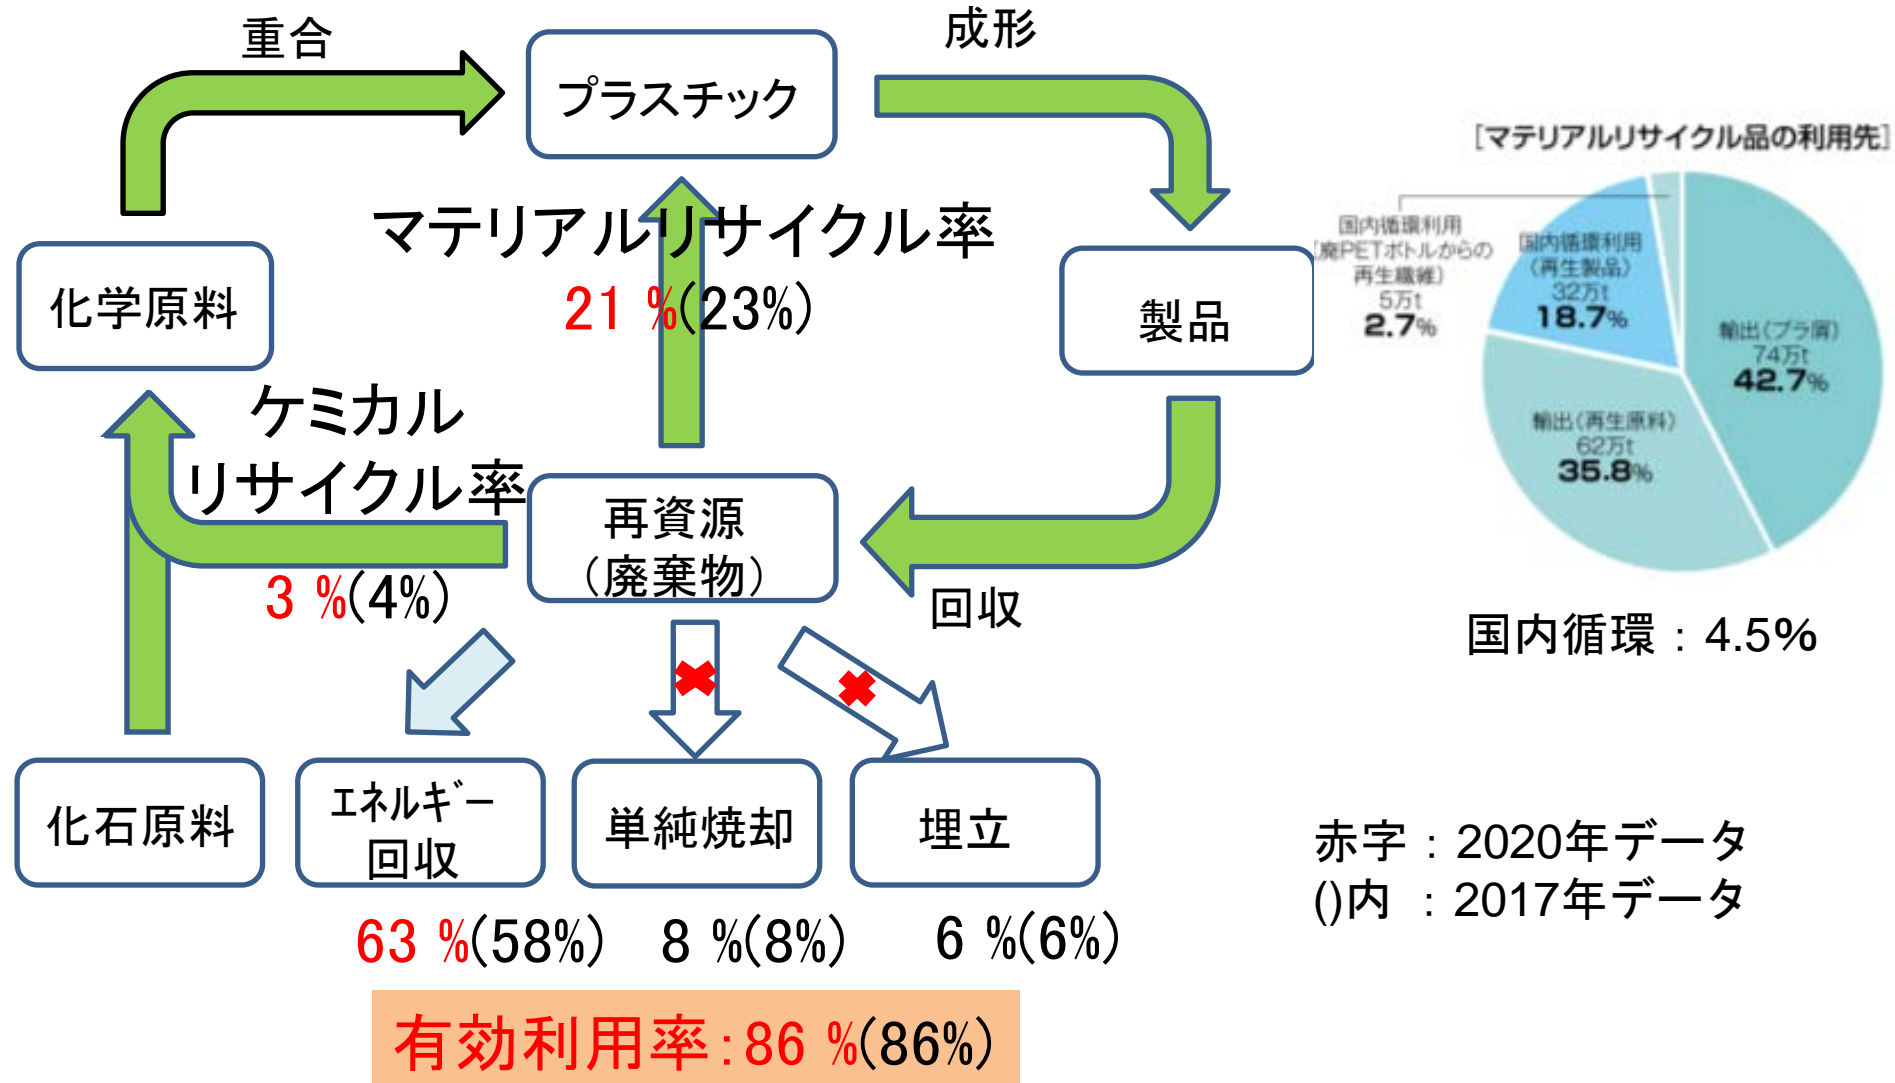 重合
成形
プラスチック
[マテリアルリサイクル品の利用先]
マテリアルリサイクル率
21 %(23%)
化学原料
製品
国内循環利用
(廃PETボトルからの
再生繊維)
5万t
2.7%
国内循環利用
(再生製品)
32万t
18.7%
輸出(プラ屑)
74万t
42.7%
輸出(再生原料)
62万t
35.8%
ケミカル
リサイクル率
3 %(4%)
再資源
(廃棄物)
回収
国内循環:4.5%
化石原料
エネルギー
回収
単純焼却
埋立
63 %(58%)
8 %(8%)
6 %(6%)
赤字:2020年データ
()内 :2017年データ
有効利用率:86 %(86%)